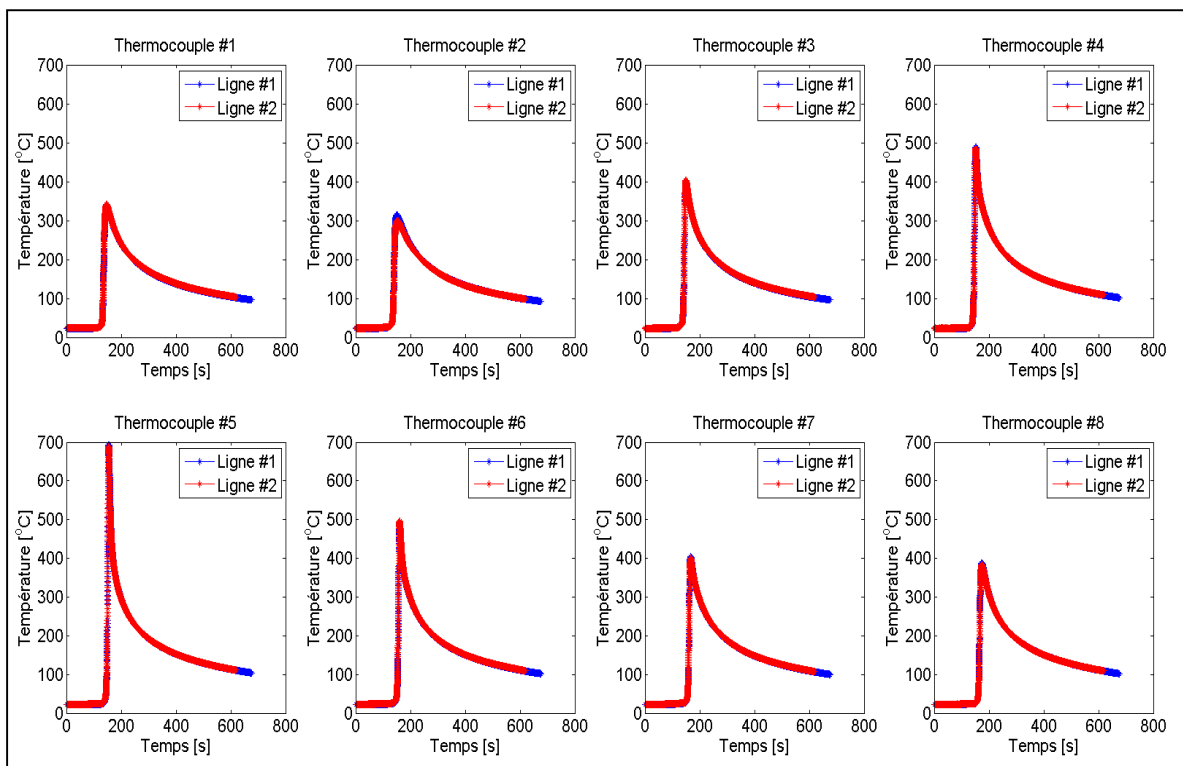 Thermocouple #1
700
600
500
400
300
200
100
0
Température [°C]
Ligne #1
Ligne #2
0 200 400 600 800
Temps [s]
Thermocouple #2
700
600
500
400
300
200
100
0
Température [°C]
Ligne #1
Ligne #2
0 200 400 600 800
Temps [s]
Thermocouple #3
700
600
500
400
300
200
100
0
Température [°C]
Ligne #1
Ligne #2
0 200 400 600 800
Temps [s]
Thermocouple #4
700
600
500
400
300
200
100
0
Température [°C]
Ligne #1
Ligne #2
0 200 400 600 800
Temps [s]
Thermocouple #5
700
600
500
400
300
200
100
0
Température [°C]
Ligne #1
Ligne #2
0 200 400 600 800
Temps [s]
Thermocouple #6
700
600
500
400
300
200
100
0
Température [°C]
Ligne #1
Ligne #2
0 200 400 600 800
Temps [s]
Thermocouple #7
700
600
500
400
300
200
100
0
Température [°C]
Ligne #1
Ligne #2
0 200 400 600 800
Temps [s]
Thermocouple #8
700
600
500
400
300
200
100
0
Température [°C]
Ligne #1
Ligne #2
0 200 400 600 800
Temps [s]